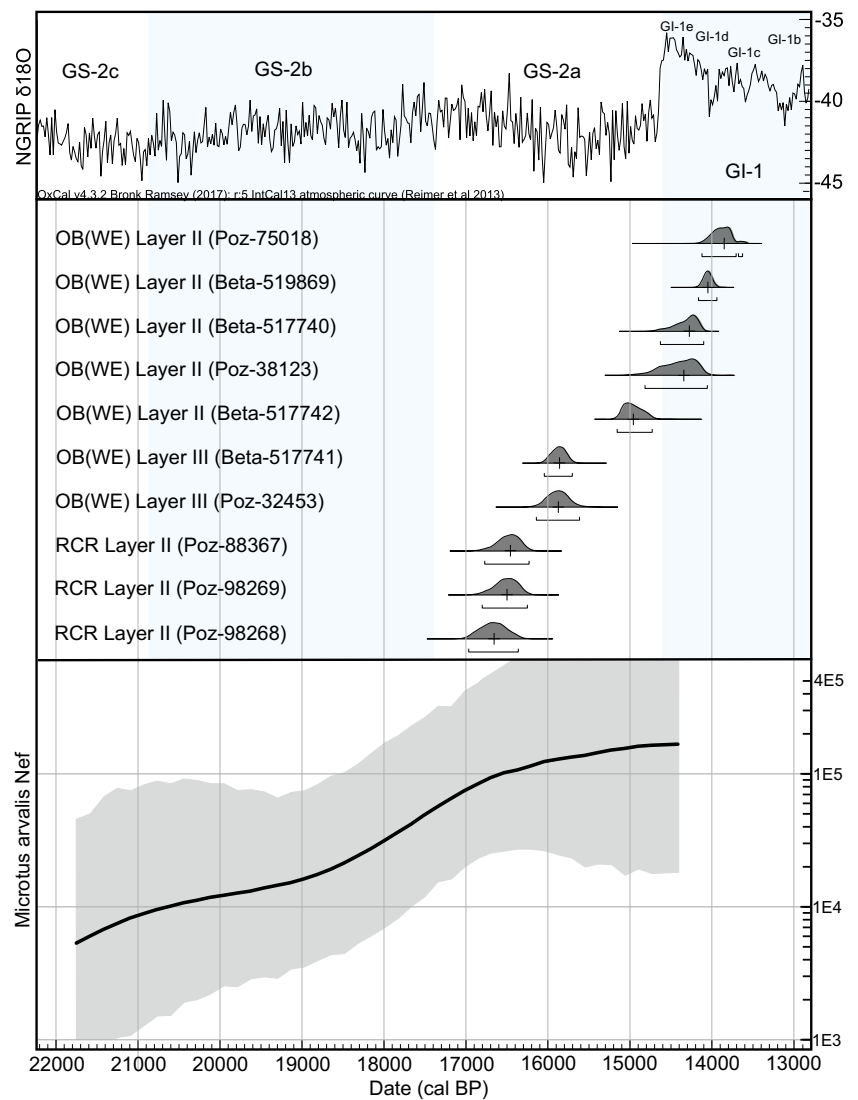 -35
GI-1e
GI-1d
GI-1b
GI-1c
GS-2c
GS-2b
GS-2a
NGRIP δ18O
-40
GI-1
-45
OxCal v4.3.2 Bronk Ramsey (2017); r:5 IntCal13 atmospheric curve (Reimer et al 2013)
OB(WE) Layer II (Poz-75018)
OB(WE) Layer II (Beta-519869)
OB(WE) Layer II (Beta-517740)
OB(WE) Layer II (Poz-38123)
OB(WE) Layer II (Beta-517742)
OB(WE) Layer III (Beta-517741)
OB(WE) Layer III (Poz-32453)
RCR Layer II (Poz-88367)
RCR Layer II (Poz-98269)
RCR Layer II (Poz-98268)
4E5
1E5
Microtus arvalis Nef
1E4
1E3
22000 21000 20000 19000 18000 17000 16000 15000 14000 13000
Date (cal BP)